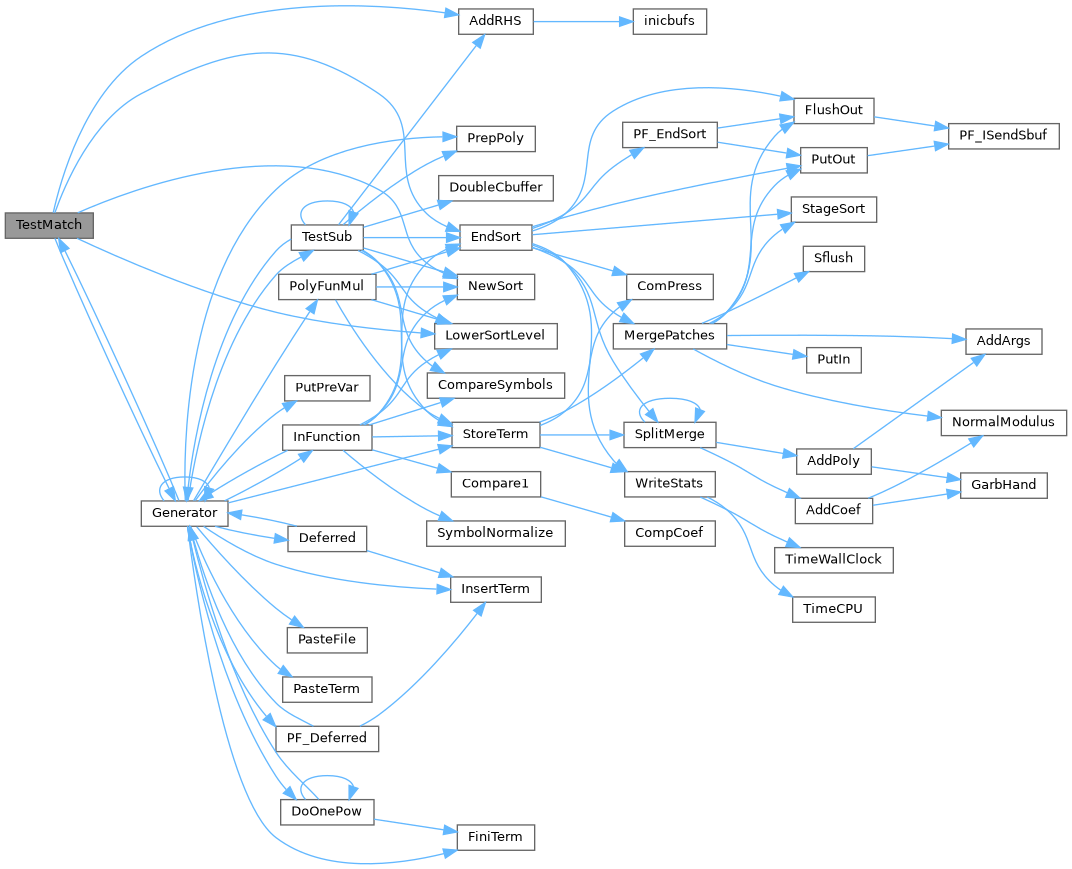 AddRHS
inicbufs
FlushOut
PF_EndSort
PF_ISendSbuf
PrepPoly
PutOut
DoubleCbuffer
StageSort
TestMatch
TestSub
EndSort
Sflush
PolyFunMul
NewSort
ComPress
LowerSortLevel
MergePatches
AddArgs
PutIn
PutPreVar
CompareSymbols
NormalModulus
InFunction
StoreTerm
SplitMerge
AddPoly
Compare1
WriteStats
GarbHand
Generator
AddCoef
Deferred
SymbolNormalize
CompCoef
TimeWallClock
InsertTerm
TimeCPU
PasteFile
PasteTerm
PF_Deferred
DoOnePow
FiniTerm